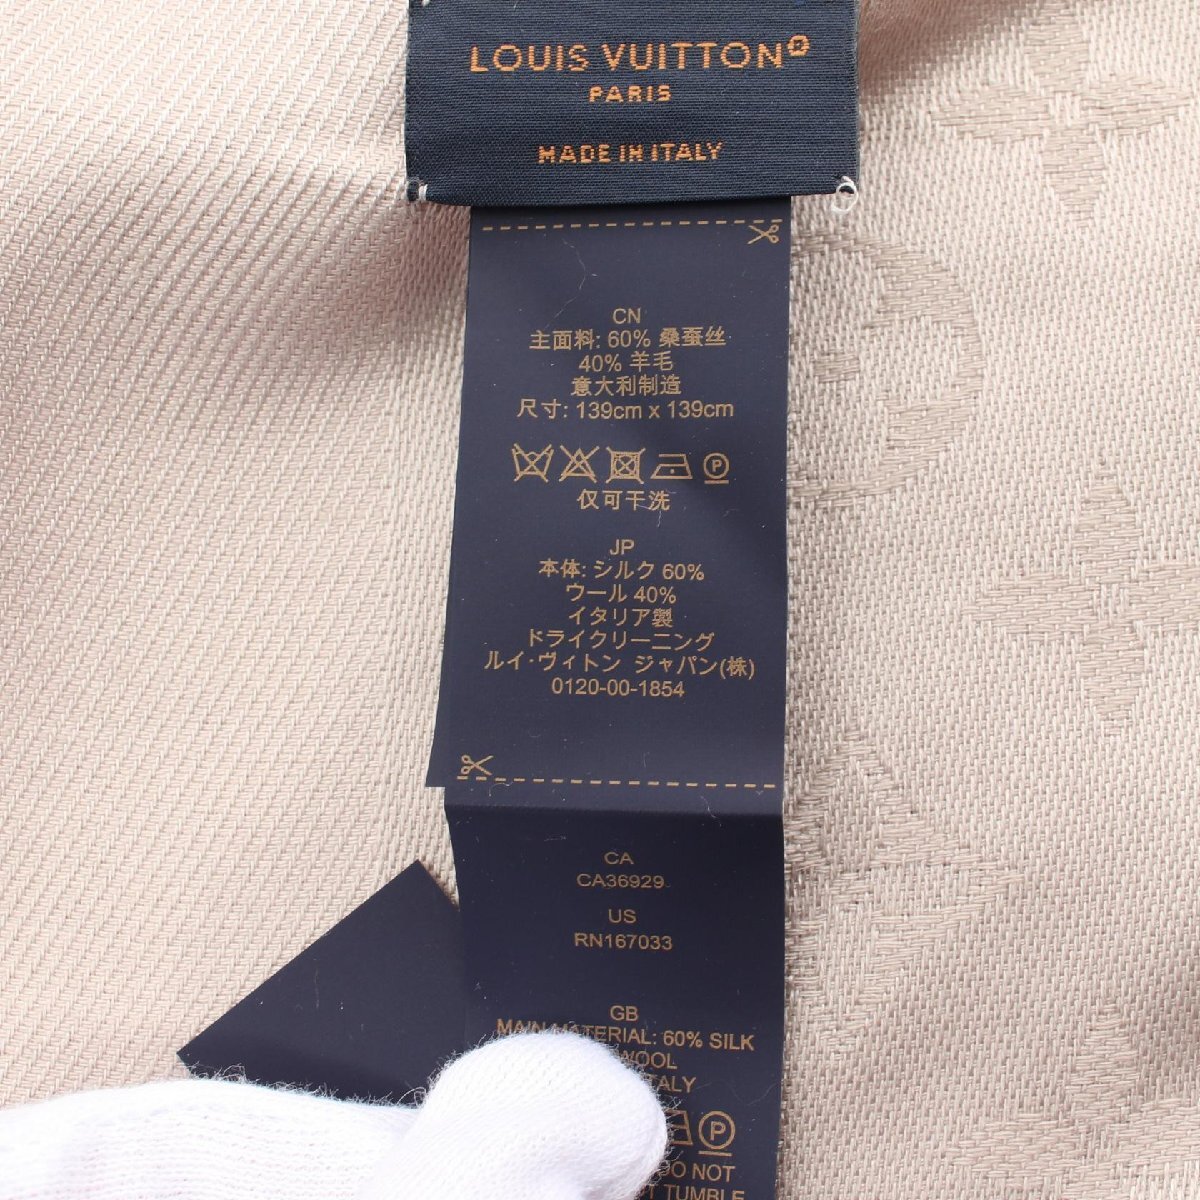 LOUIS VUITTON
PARIS
MADE IN ITALY
CN
主面料: 60% 桑蚕丝
40% 羊毛
意大利制造
尺寸: 139cm x 139cm
仅可干洗
JP
本体: シルク 60%
ウール 40%
イタリア製
ドライクリーニング
ルイ･ヴィトン ジャパン(株)
0120-00-1854
CA
CA36929
US
RN167033
GB
MAIN MATERIAL: 60% SILK
WOOL
ITALY
DO NOT
TUMBLE